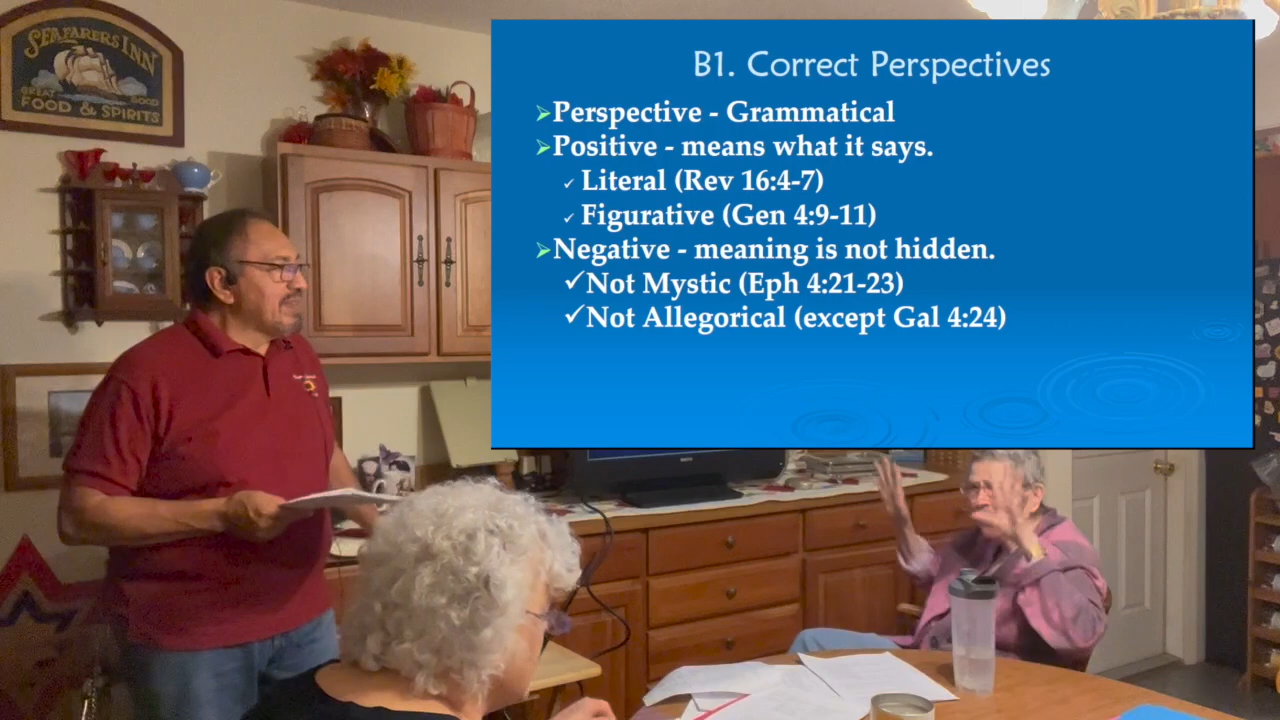 SEAFARERS INN
GREAT GOOD
FOOD & SPIRITS
B1. Correct Perspectives
➢Perspective - Grammatical
➢Positive - means what it says.
✓ Literal (Rev 16:4-7)
✓ Figurative (Gen 4:9-11)
➢Negative - meaning is not hidden.
✓Not Mystic (Eph 4:21-23)
✓Not Allegorical (except Gal 4:24)